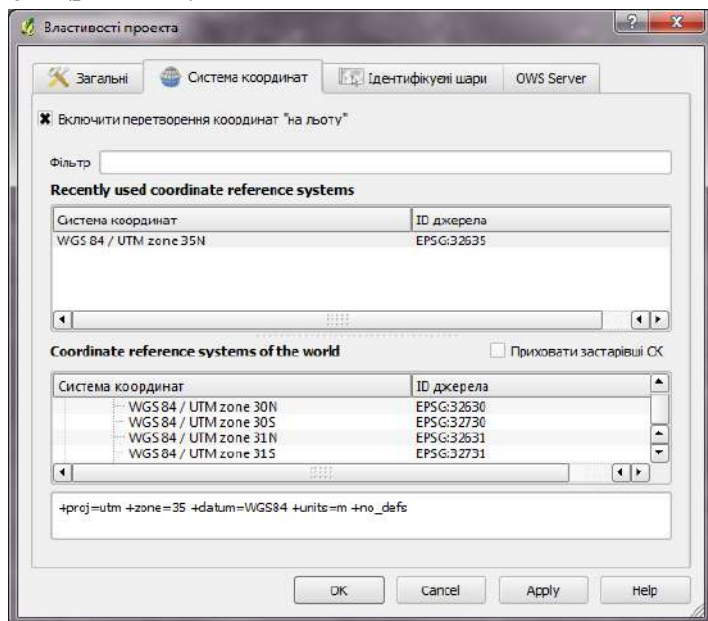 Властивості проекта
Загальні
Система координат
Ідентифікуємі шари
OWS Server
Включити перетворення координат "на льоту"
Фільтр
Recently used coordinate reference systems
Система координат ID джерела
WGS 84 / UTM zone 35N EPSG:32635
Coordinate reference systems of the world
Приховати застарівші СК
Система координат ID джерела
WGS 84 / UTM zone 30N EPSG:32630
WGS 84 / UTM zone 30S EPSG:32730
WGS 84 / UTM zone 31N EPSG:32631
WGS 84 / UTM zone 31S EPSG:32731
+proj=utm +zone=35 +datum=WGS84 +units=m +no_defs
OK
Cancel
Apply
Help